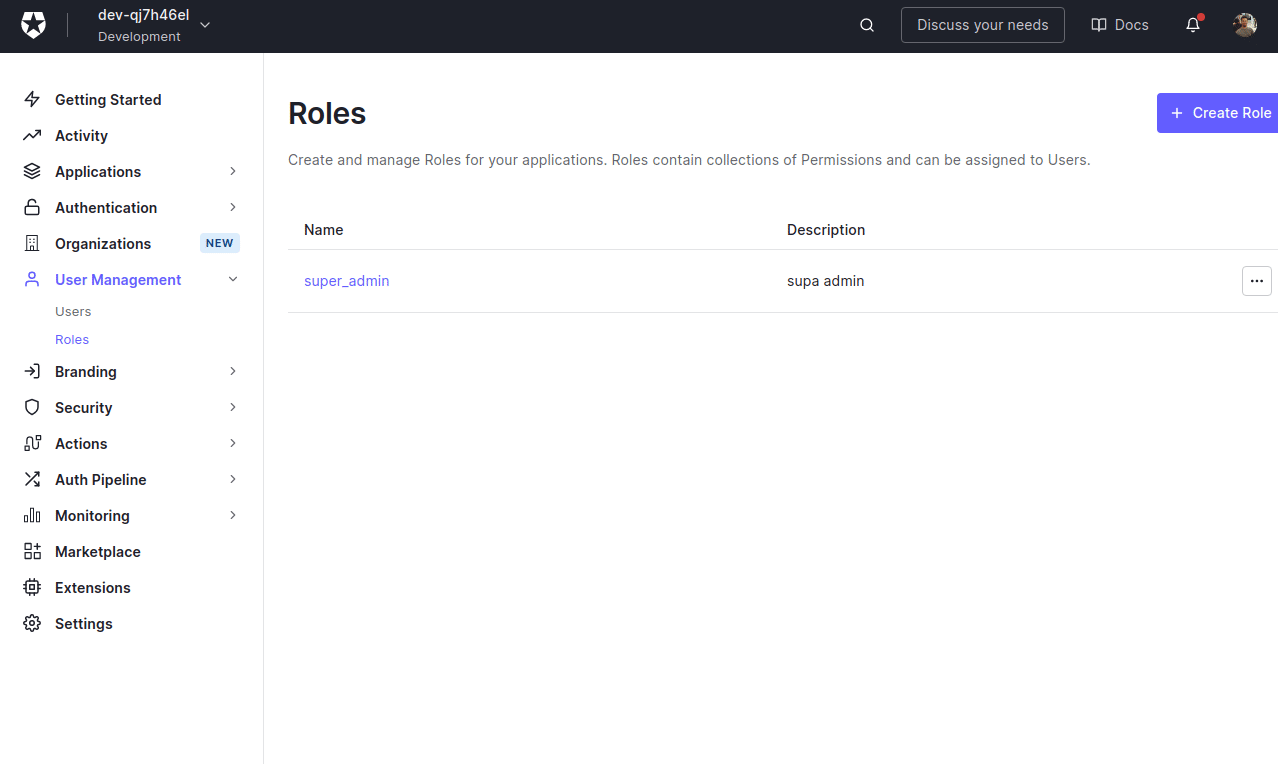 dev-qj7h46el
Development
Discuss your needs
Docs
Getting Started
Activity
Applications
Authentication
Organizations NEW
User Management
Users
Roles
Branding
Security
Actions
Auth Pipeline
Monitoring
Marketplace
Extensions
Settings
Roles
+ Create Role
Create and manage Roles for your applications. Roles contain collections of Permissions and can be assigned to Users.
Name Description
super_admin supa admin